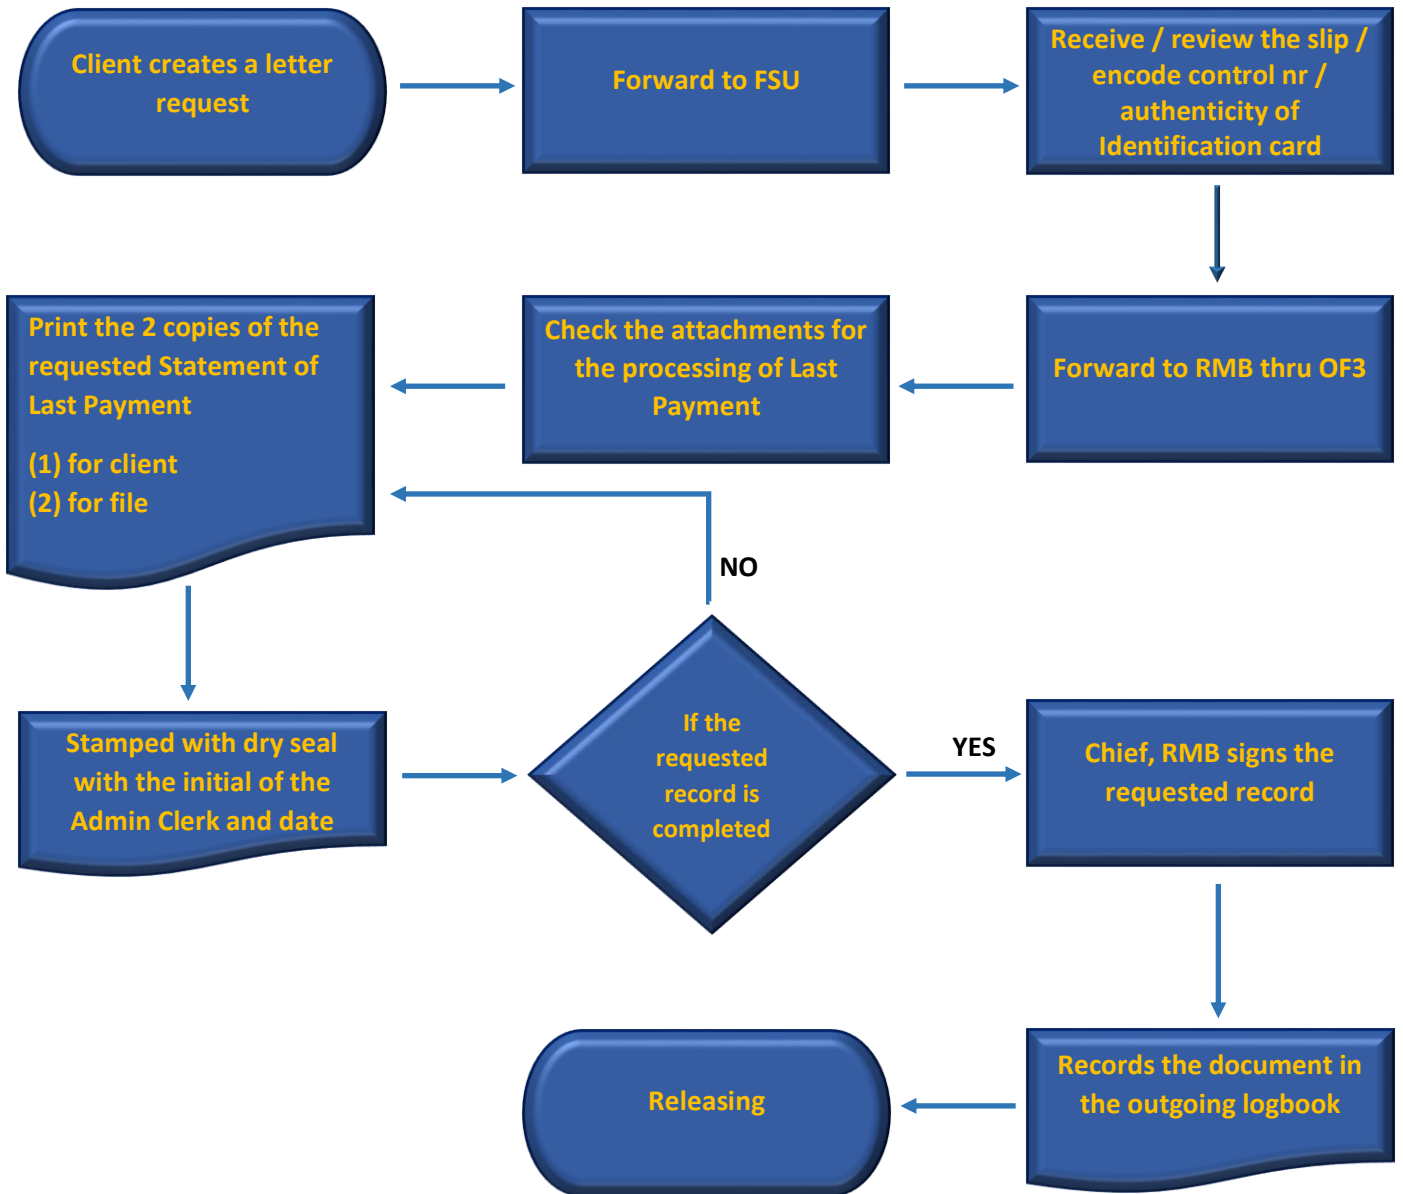 Client creates a letter
request
Forward to FSU
Receive / review the slip /
encode control nr /
authenticity of
Identification card
Forward to RMB thru OF3
Check the attachments for
the processing of Last
Payment
Print the 2 copies of the
requested Statement of
Last Payment
(1) for client
(2) for file
NO
Stamped with dry seal
with the initial of the
Admin Clerk and date
If the
requested
record is
completed
YES
Chief, RMB signs the
requested record
Records the document in
the outgoing logbook
Releasing